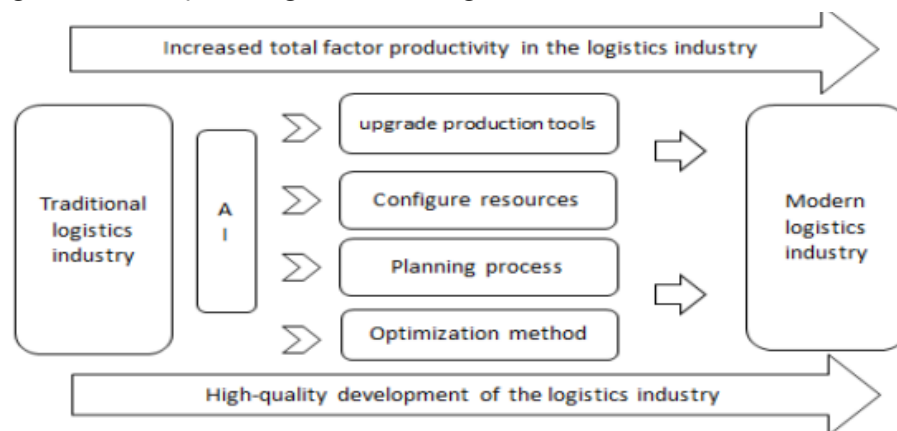 Increased total factor productivity in the logistics industry
Traditional
logistics
industry
A
I
upgrade production tools
Configure resources
Planning process
Optimization method
Modern
logistics
industry
High-quality development of the logistics industry